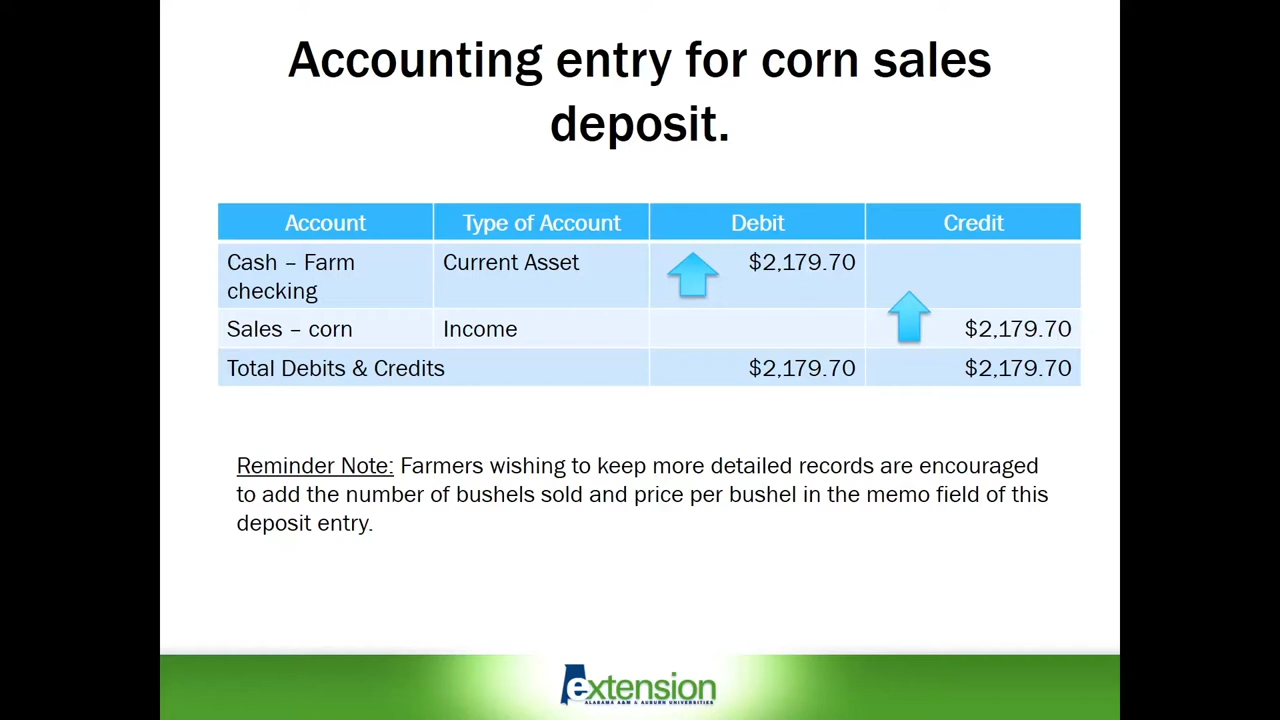 Accounting entry for corn sales
deposit.
Account Type of Account Debit Credit
Cash – Farm
checking Current Asset $2,179.70
Sales – corn Income $2,179.70
Total Debits & Credits $2,179.70 $2,179.70
Reminder Note: Farmers wishing to keep more detailed records are encouraged
to add the number of bushels sold and price per bushel in the memo field of this
deposit entry.
extension
ALABAMA A&M & AUBURN UNIVERSITIES